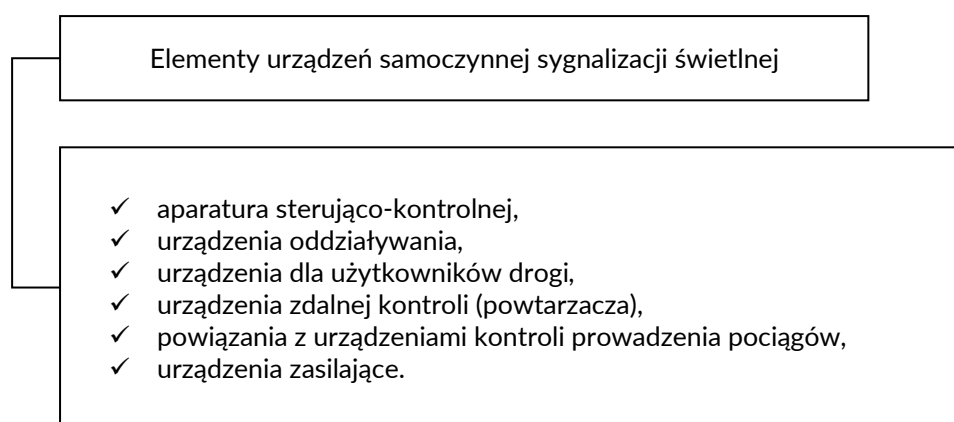 Elementy urządzeń samoczynnej sygnalizacji świetlnej
✓ aparatura sterująco-kontrolnej,
✓ urządzenia oddziaływania,
✓ urządzenia dla użytkowników drogi,
✓ urządzenia zdalnej kontroli (powtarzacza),
✓ powiązania z urządzeniami kontroli prowadzenia pociągów,
✓ urządzenia zasilające.